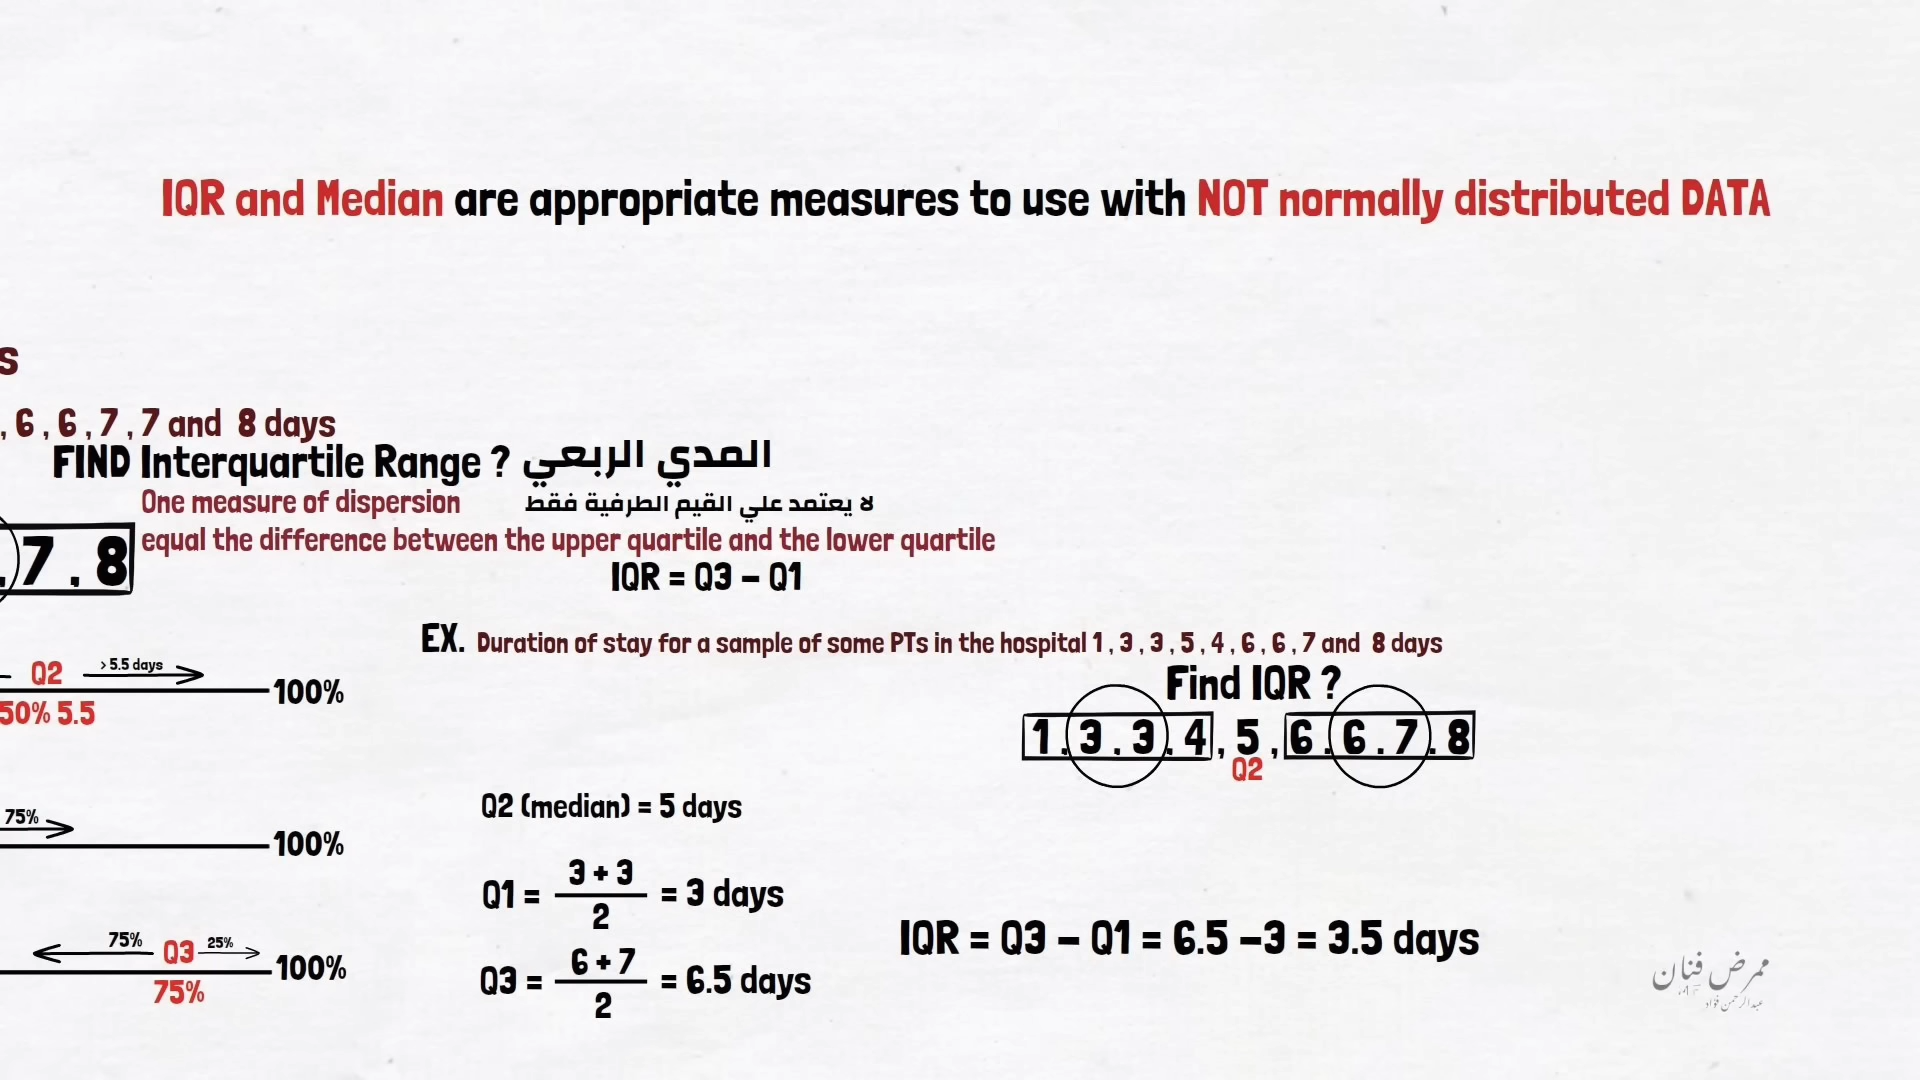 IQR and Median are appropriate measures to use with NOT normally distributed DATA
s
, 6 , 6 , 7 , 7 and 8 days
FIND Interquartile Range ? المدي الربعي
One measure of dispersion لا يعتمد علي القيم الطرفية فقط
equal the difference between the upper quartile and the lower quartile
. 7 . 8
IQR = Q3 – Q1
EX. Duration of stay for a sample of some PTs in the hospital 1 , 3 , 3 , 5 , 4 , 6 , 6 , 7 and 8 days
Find IQR ?
1 . 3 . 3 . 4 , 5 , 6 . 6 . 7 . 8
Q2
Q2 > 5.5 days
100%
50% 5.5
Q2 (median) = 5 days
75%
100%
Q1 = 3 + 3 / 2 = 3 days
IQR = Q3 – Q1 = 6.5 –3 = 3.5 days
75% Q3 25%
100%
75%
Q3 = 6 + 7 / 2 = 6.5 days
ممرض فنان
عبدالرحمن فؤاد